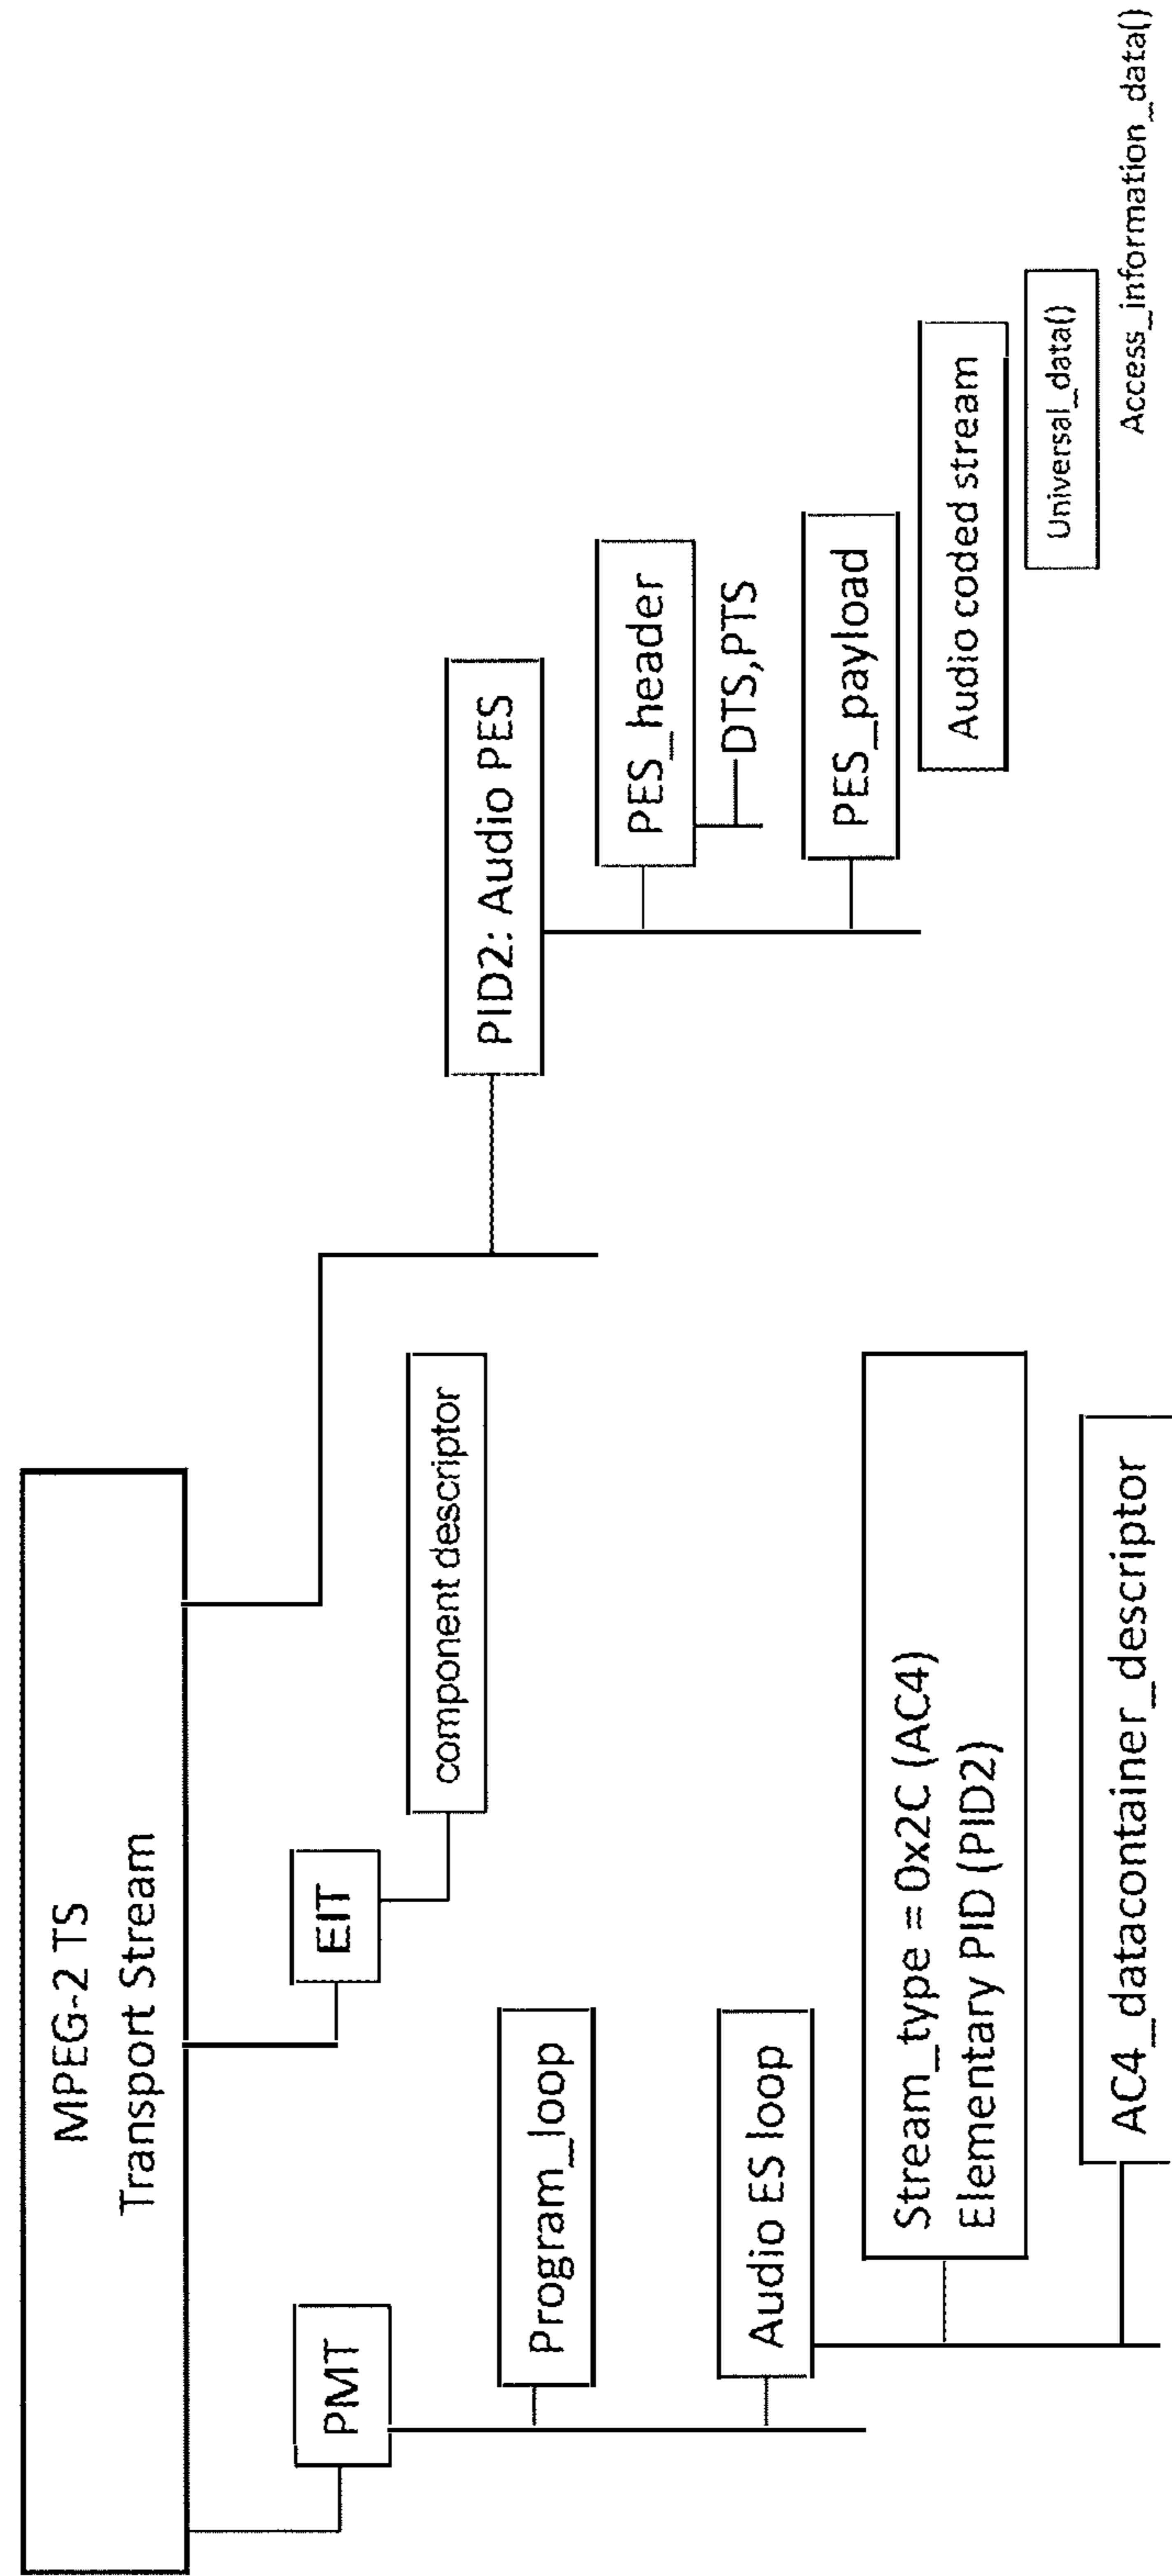 MPEG-2 TS
Transport Stream
PMT
Program_loop
Audio ES loop
Stream_type = 0x2C (AC4)
Elementary PID (PID2)
AC4_datacontainer_descriptor
EIT
component descriptor
PID2: Audio PES
PES_header
DTS,PTS
PES_payload
Audio coded stream
Universal_data()
Access_information_data()